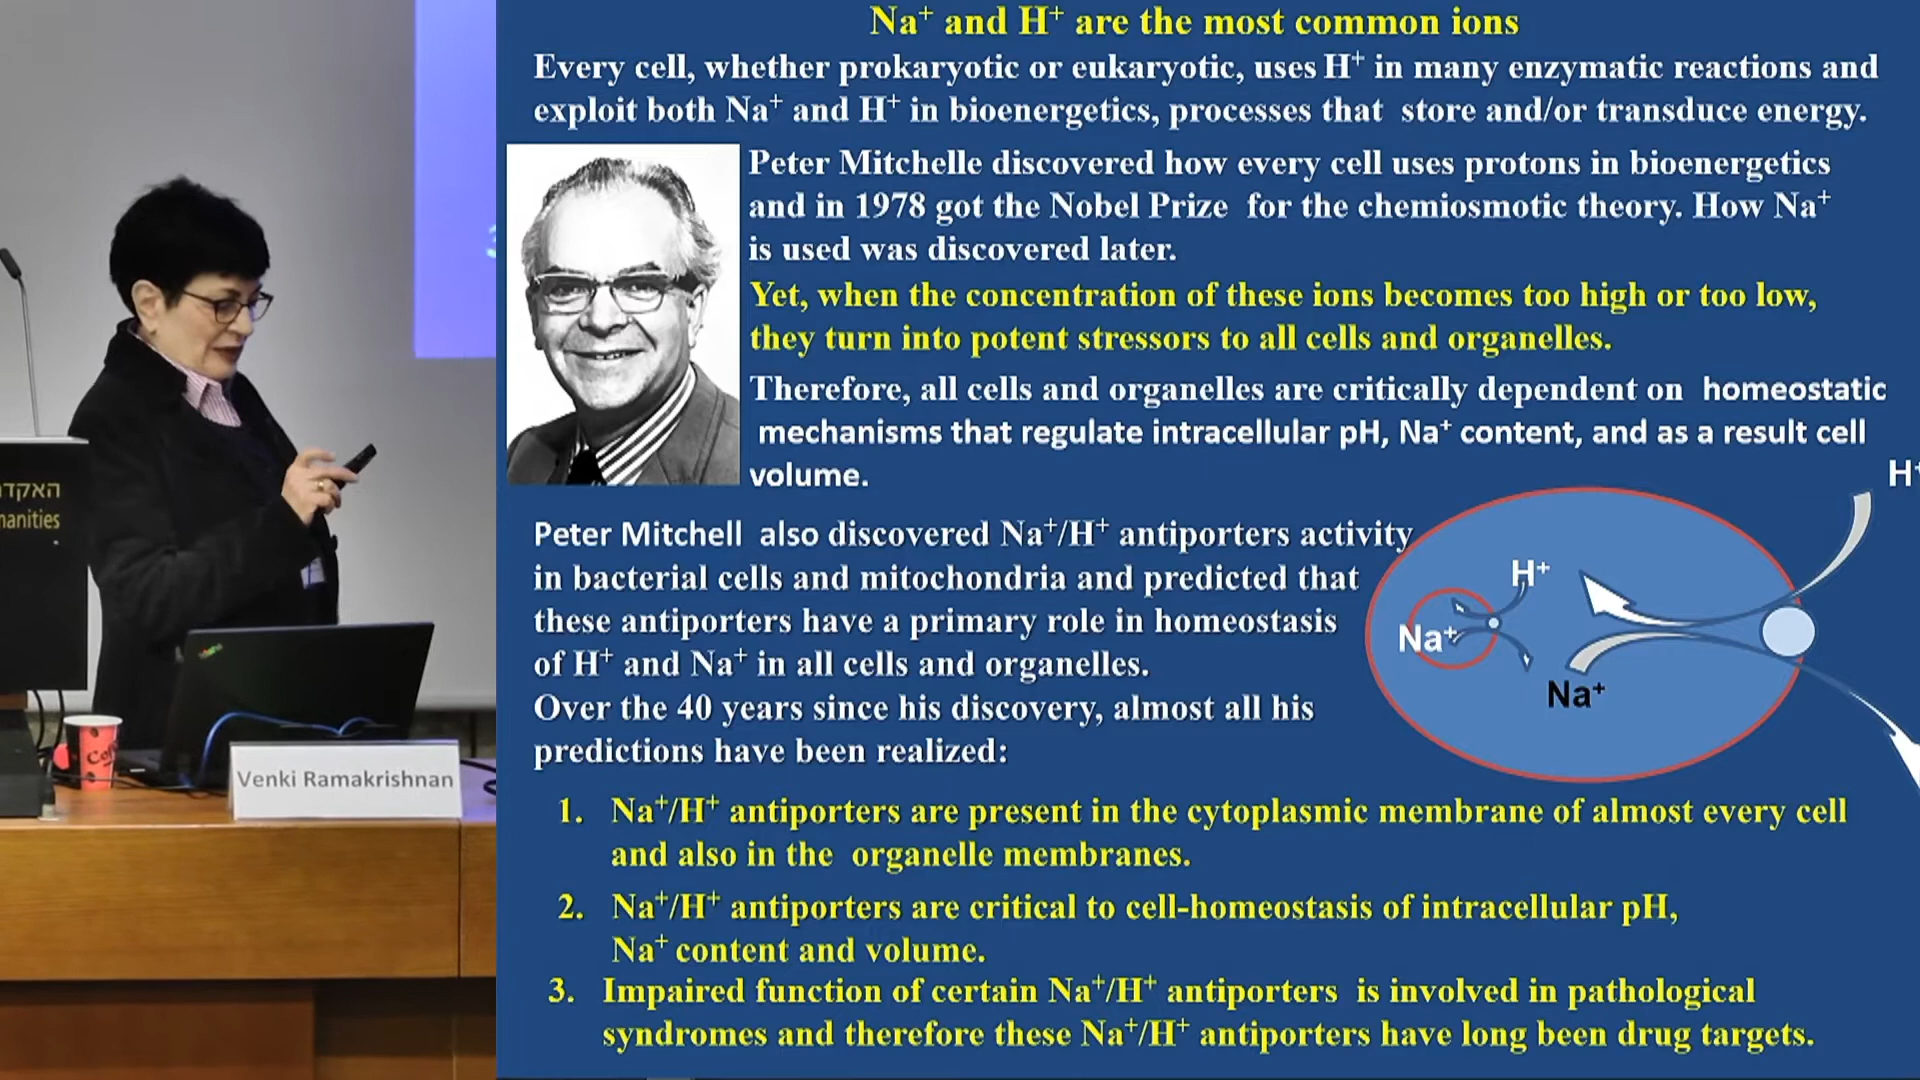 Na⁺ and H⁺ are the most common ions
Every cell, whether prokaryotic or eukaryotic, uses H⁺ in many enzymatic reactions and
exploit both Na⁺ and H⁺ in bioenergetics, processes that store and/or transduce energy.
Peter Mitchelle discovered how every cell uses protons in bioenergetics
and in 1978 got the Nobel Prize for the chemiosmotic theory. How Na⁺
is used was discovered later.
Yet, when the concentration of these ions becomes too high or too low,
they turn into potent stressors to all cells and organelles.
Therefore, all cells and organelles are critically dependent on homeostatic
mechanisms that regulate intracellular pH, Na⁺ content, and as a result cell
volume.
Peter Mitchell also discovered Na⁺/H⁺ antiporters activity
in bacterial cells and mitochondria and predicted that
these antiporters have a primary role in homeostasis
of H⁺ and Na⁺ in all cells and organelles.
Over the 40 years since his discovery, almost all his
predictions have been realized:
H⁺
H⁺
Na⁺
Na⁺
1. Na⁺/H⁺ antiporters are present in the cytoplasmic membrane of almost every cell
and also in the organelle membranes.
2. Na⁺/H⁺ antiporters are critical to cell-homeostasis of intracellular pH,
Na⁺ content and volume.
3. Impaired function of certain Na⁺/H⁺ antiporters is involved in pathological
syndromes and therefore these Na⁺/H⁺ antiporters have long been drug targets.
האקד
manities
Venki Ramakrishnan